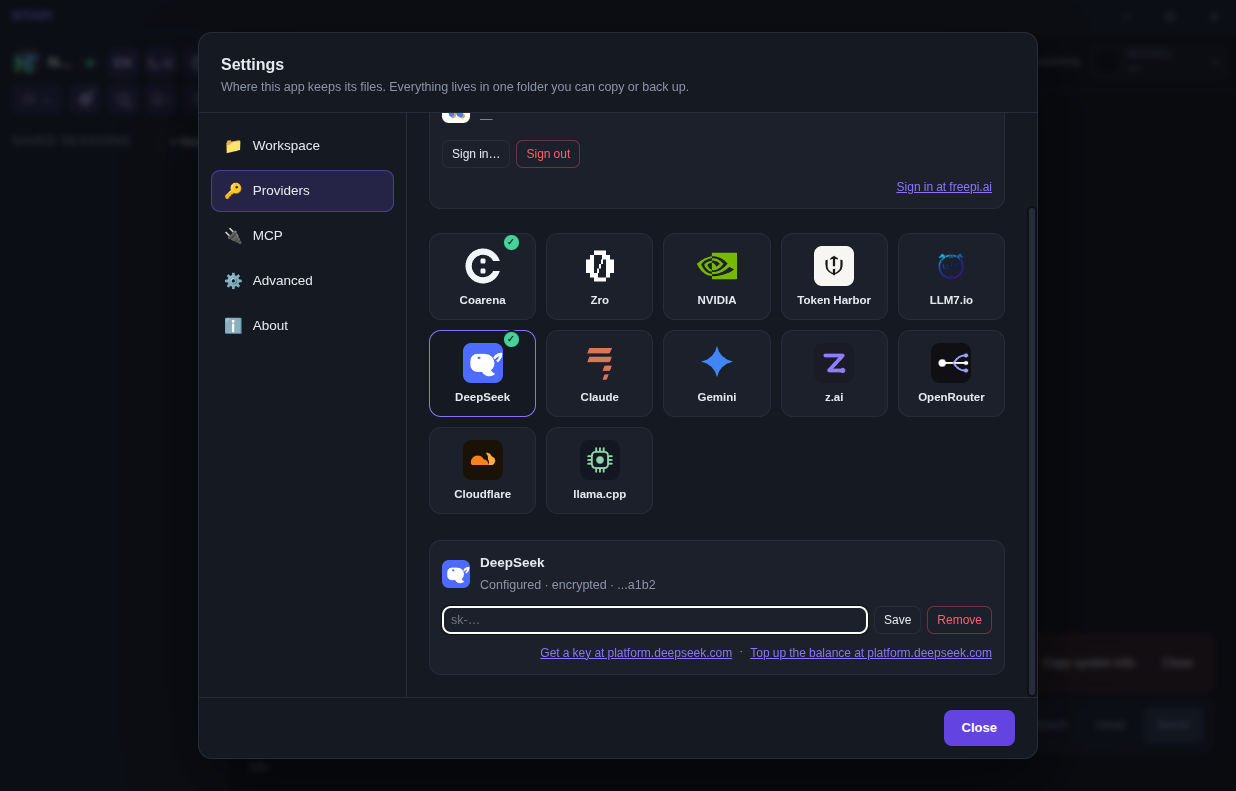 Settings
Where this app keeps its files. Everything lives in one folder you can copy or back up.
Workspace
Providers
MCP
Advanced
About
—
Sign in…
Sign out
Sign in at freepi.ai
Coarena
Zro
NVIDIA
Token Harbor
LLM7.io
DeepSeek
Claude
Gemini
z.ai
OpenRouter
Cloudflare
llama.cpp
DeepSeek
Configured · encrypted · ...a1b2
sk-…
Save
Remove
Get a key at platform.deepseek.com · Top up the balance at platform.deepseek.com
Close